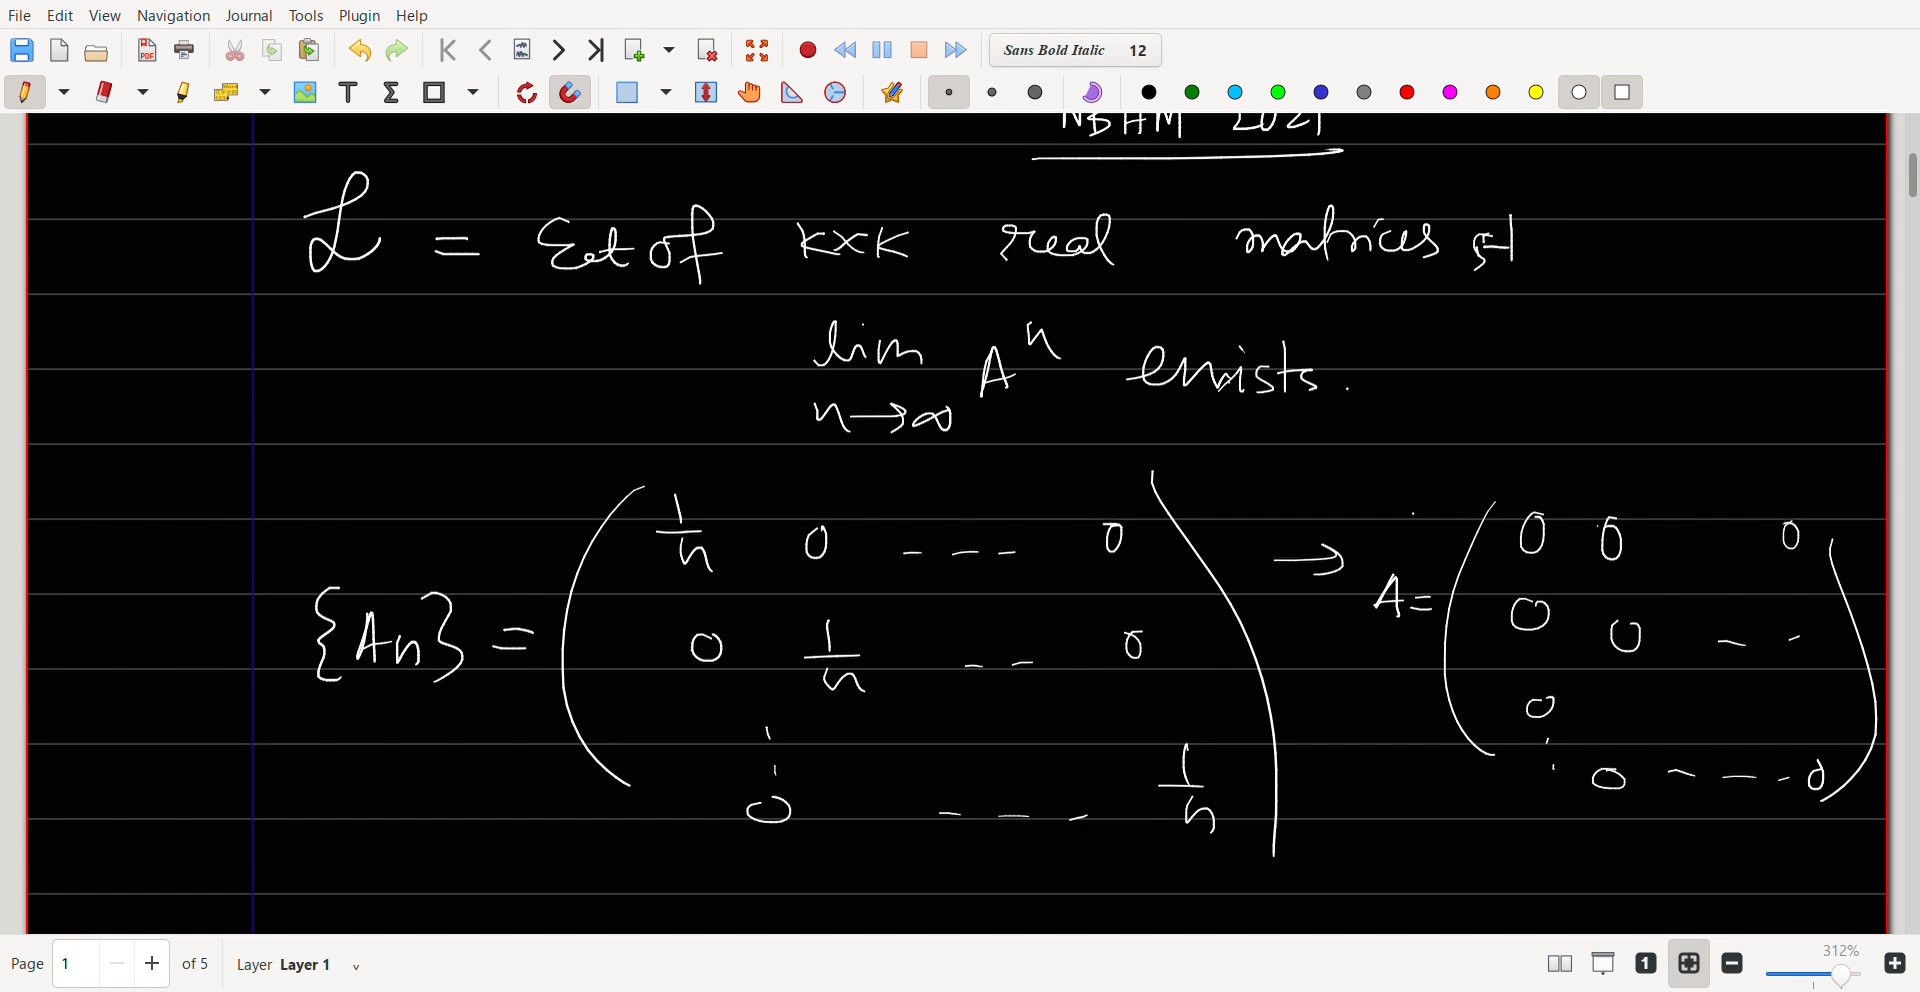 File Edit View Navigation Journal Tools Plugin Help
Sans Bold Italic 12
NBHM 2021
L = Set of k×k real matrices s.t
lim A^n exists.
n→∞
1/n 0 - - - 0 → 0 0 0
{An} = 0 1/n - - 0 A = 0 0 - -
0
0 - - - 1/n 0 - - - 0
Page 1 of 5 Layer Layer 1 312%